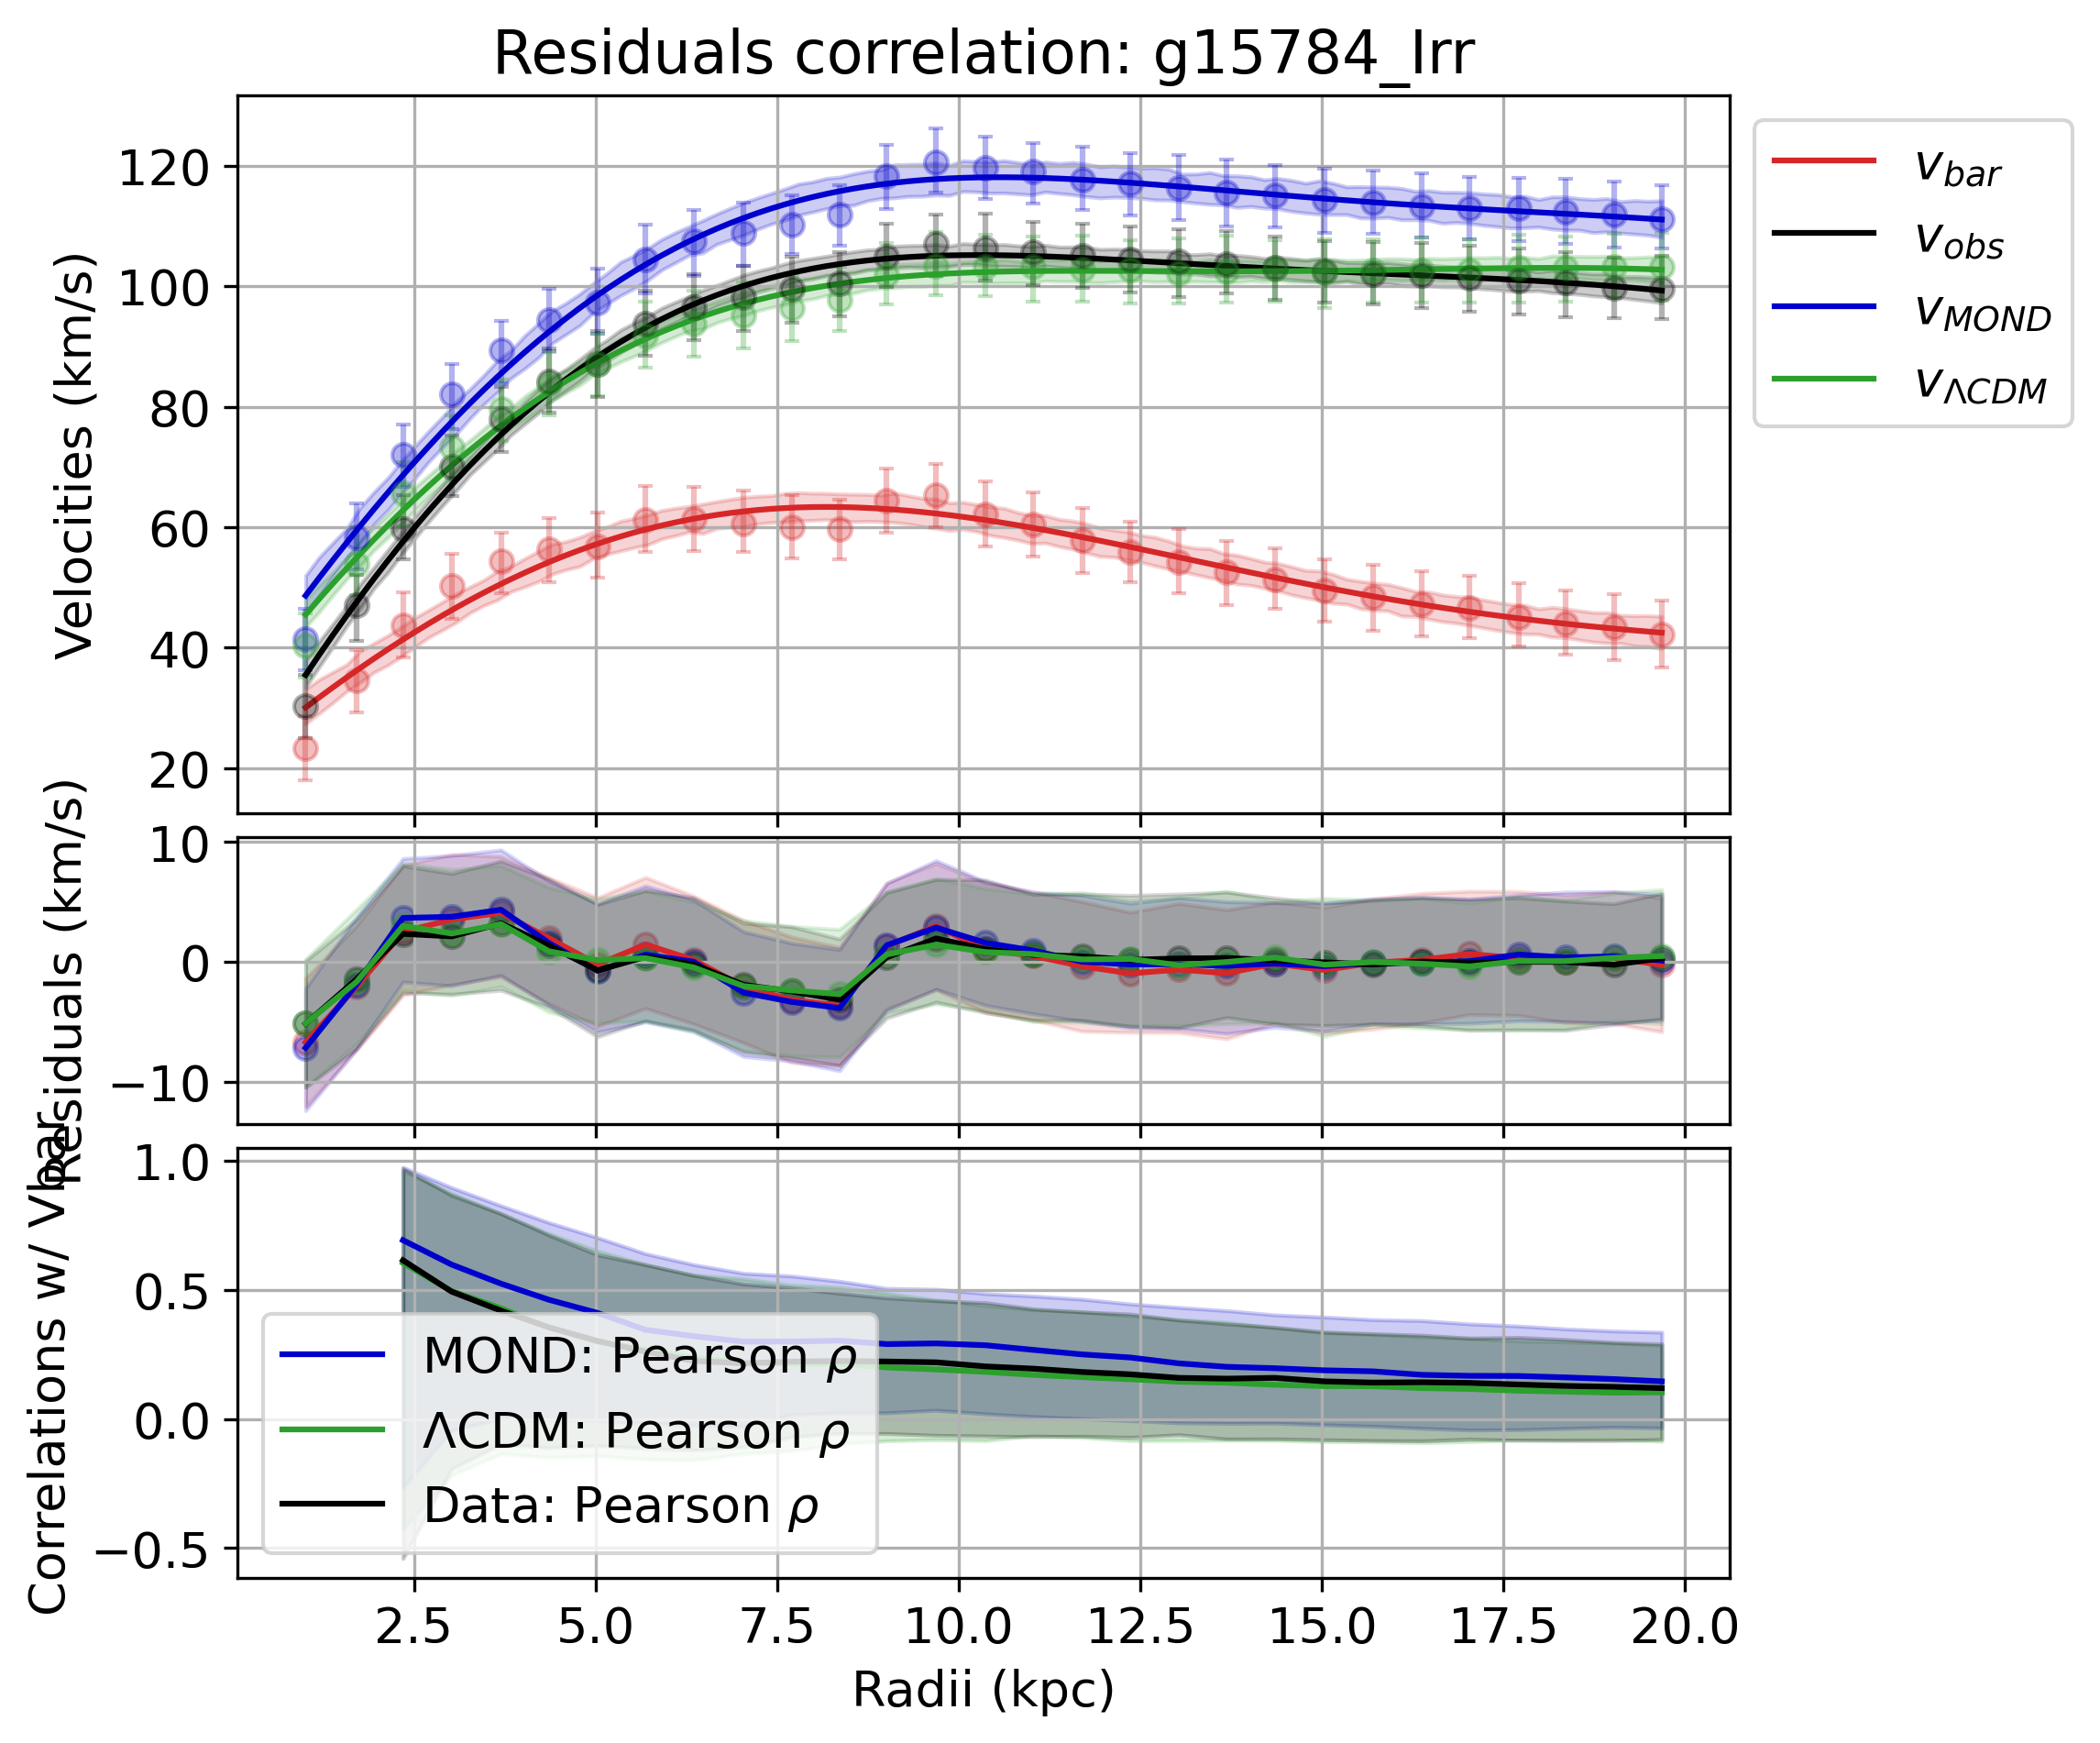 Residuals correlation: g15784_Irr
120
100
80
60
40
20
Velocities (km/s)
v_bar
v_obs
v_MOND
v_ΛCDM
10
0
−10
Residuals (km/s)
1.0
0.5
0.0
−0.5
Correlations w/ Vbar
MOND: Pearson ρ
ΛCDM: Pearson ρ
Data: Pearson ρ
2.5 5.0 7.5 10.0 12.5 15.0 17.5 20.0
Radii (kpc)